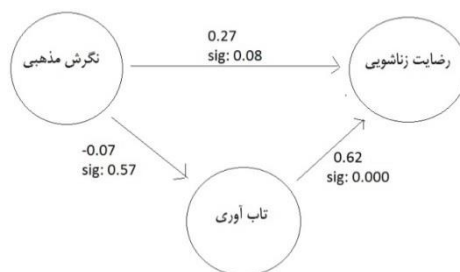 نگرش مذهبی
0.27
sig: 0.08
رضایت زناشویی
-0.07
sig: 0.57
0.62
sig: 0.000
تاب آوری